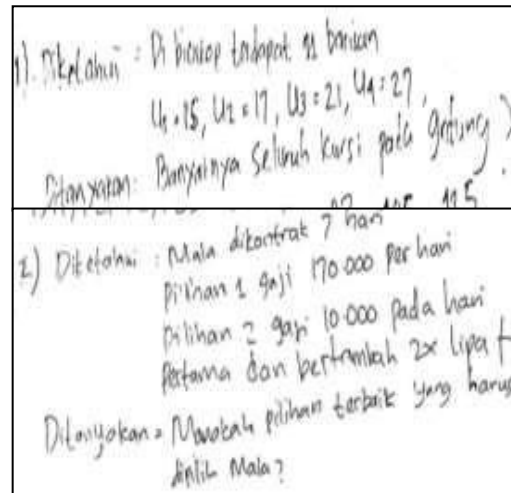 1). Diketahui : Di bioskop terdapat 11 barisan
U1 = 15, U2 = 17, U3 = 21, U4 = 27,
Ditanyakan: Banyaknya seluruh kursi pada gedung
2) Diketahui : Mala dikontrak 7 hari
Pilihan 1 gaji 170.000 per hari
Pilihan 2 gaji 10.000 pada hari
Pertama dan bertambah 2x lipat
Ditanyakan = Manakah pilihan terbaik yang harus
dipilih Mala?